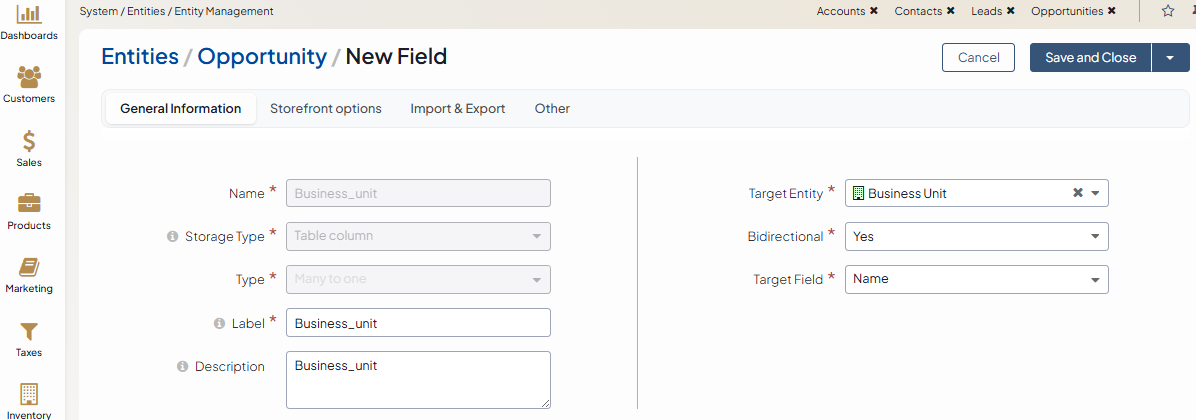 System / Entities / Entity Management
Accounts ✖ Contacts ✖ Leads ✖ Opportunities ✖
Dashboards
Customers
Sales
Products
Marketing
Taxes
Inventory
Entities / Opportunity / New Field
Cancel Save and Close
General Information Storefront options Import & Export Other
Name * Business_unit
Storage Type * Table column
Type * Many to one
Label * Business_unit
Description Business_unit
Target Entity * Business Unit ✖
Bidirectional * Yes
Target Field * Name